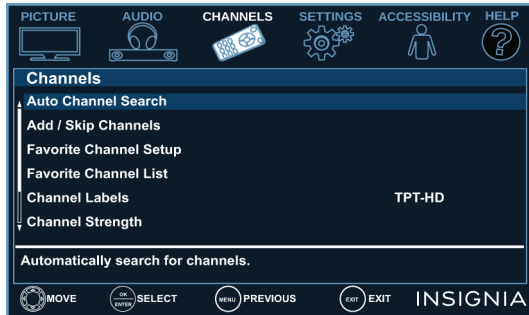 PICTURE AUDIO CHANNELS SETTINGS ACCESSIBILITY HELP
Channels
Auto Channel Search
Add / Skip Channels
Favorite Channel Setup
Favorite Channel List
Channel Labels TPT-HD
Channel Strength
Automatically search for channels.
MOVE OK ENTER SELECT MENU PREVIOUS EXIT EXIT INSIGNIA